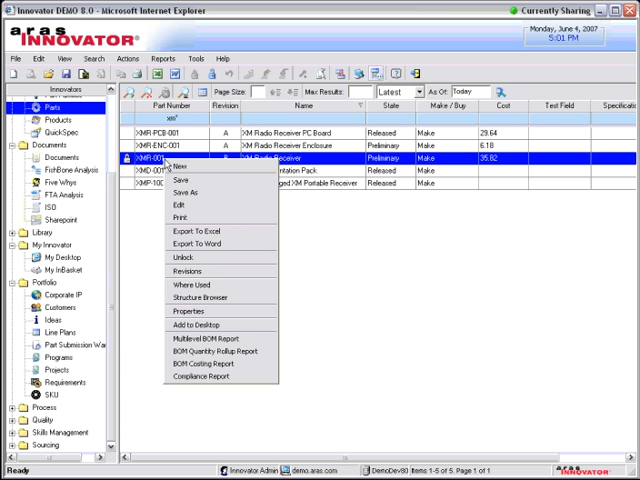 Innovator DEMO 8.0 - Microsoft Internet Explorer
Currently Sharing
aras
INNOVATOR
Monday, June 4, 2007
5:01 PM
File Edit View Search Actions Reports Tools Help
Innovators
Page Size: Max Results: Latest As Of: Today
Parts
Products
QuickSpec
Documents
Documents
FishBone Analysis
Five Whys
FTA Analysis
ISO
Sharepoint
Library
My Innovator
My Desktop
My InBasket
Portfolio
Corporate IP
Customers
Ideas
Line Plans
Part Submission Wa
Programs
Projects
Requirements
SKU
Process
Quality
Skills Management
Sourcing
Part Number Revision Name State Make / Buy Cost Test Field Specificati
xm*
XMR-PCB-001 A XM Radio Receiver PC Board Released Make 29.64
XMR-ENC-001 A XM Radio Receiver Enclosure Preliminary Make 6.18
XMR-001 B XM Radio Receiver Preliminary Make 35.82
XMD-001 ntation Pack Released Make
XMP-100 ged XM Portable Receiver Released Make
New
Save
Save As
Edit
Print
Export To Excel
Export To Word
Unlock
Revisions
Where Used
Structure Browser
Properties
Add to Desktop
Multilevel BOM Report
BOM Quantity Rollup Report
BOM Costing Report
Compliance Report
Ready Innovator Admin demo.aras.com DemoDev80 Items 1-5 of 5. Page 1 of 1
aras
INNOVATOR